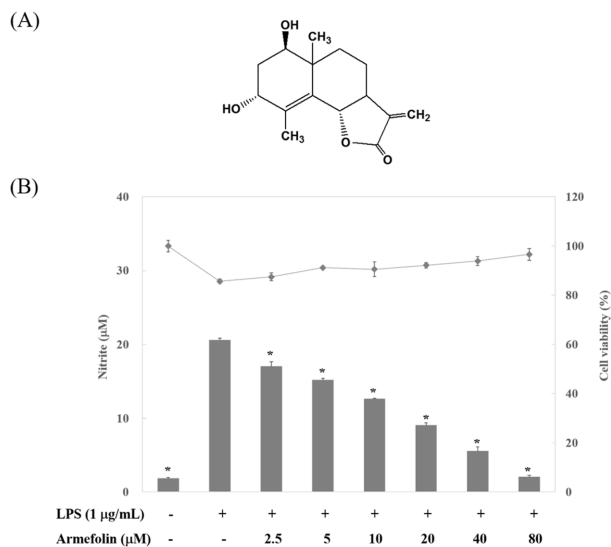 (A)
OH
CH3
HO
CH3
O
O
CH2
(B)
40 120
30 100
80
20 60
40
10
20
0 0
Nitrite (μM)
Cell viability (%)
* * * * * * *
LPS (1 μg/mL) - + + + + + + +
Armefolin (μM) - - 2.5 5 10 20 40 80